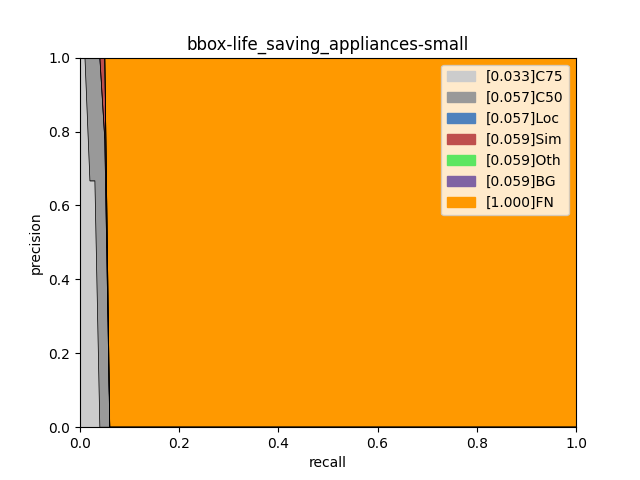 bbox-life_saving_appliances-small
1.0
0.8
0.6
0.4
0.2
0.0
precision
[0.033]C75
[0.057]C50
[0.057]Loc
[0.059]Sim
[0.059]Oth
[0.059]BG
[1.000]FN
0.0 0.2 0.4 0.6 0.8 1.0
recall